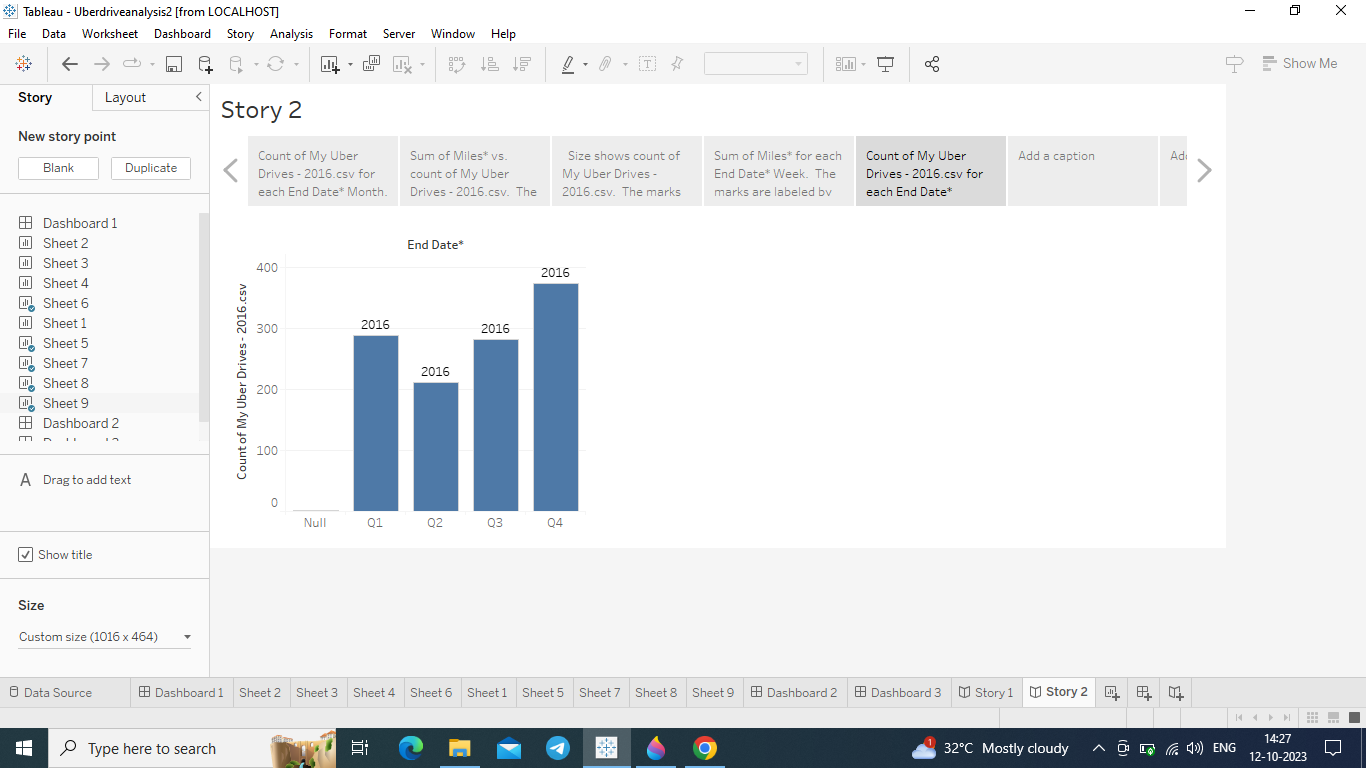 Tableau - Uberdriveanalysis2 [from LOCALHOST]
File Data Worksheet Dashboard Story Analysis Format Server Window Help
Show Me
Story Layout
New story point
Blank Duplicate
Dashboard 1
Sheet 2
Sheet 3
Sheet 4
Sheet 6
Sheet 1
Sheet 5
Sheet 7
Sheet 8
Sheet 9
Dashboard 2
A Drag to add text
Show title
Size
Custom size (1016 x 464)
Story 2
Count of My Uber
Drives - 2016.csv for
each End Date* Month.
Sum of Miles* vs.
count of My Uber
Drives - 2016.csv. The
Size shows count of
My Uber Drives -
2016.csv. The marks
Sum of Miles* for each
End Date* Week. The
marks are labeled by
Count of My Uber
Drives - 2016.csv for
each End Date*
Add a caption
End Date*
Count of My Uber Drives - 2016.csv
400
300
200
100
0
2016
2016
2016
2016
Null Q1 Q2 Q3 Q4
Data Source Dashboard 1 Sheet 2 Sheet 3 Sheet 4 Sheet 6 Sheet 1 Sheet 5 Sheet 7 Sheet 8 Sheet 9 Dashboard 2 Dashboard 3 Story 1 Story 2
Type here to search
1 32°C Mostly cloudy ENG
14:27
12-10-2023